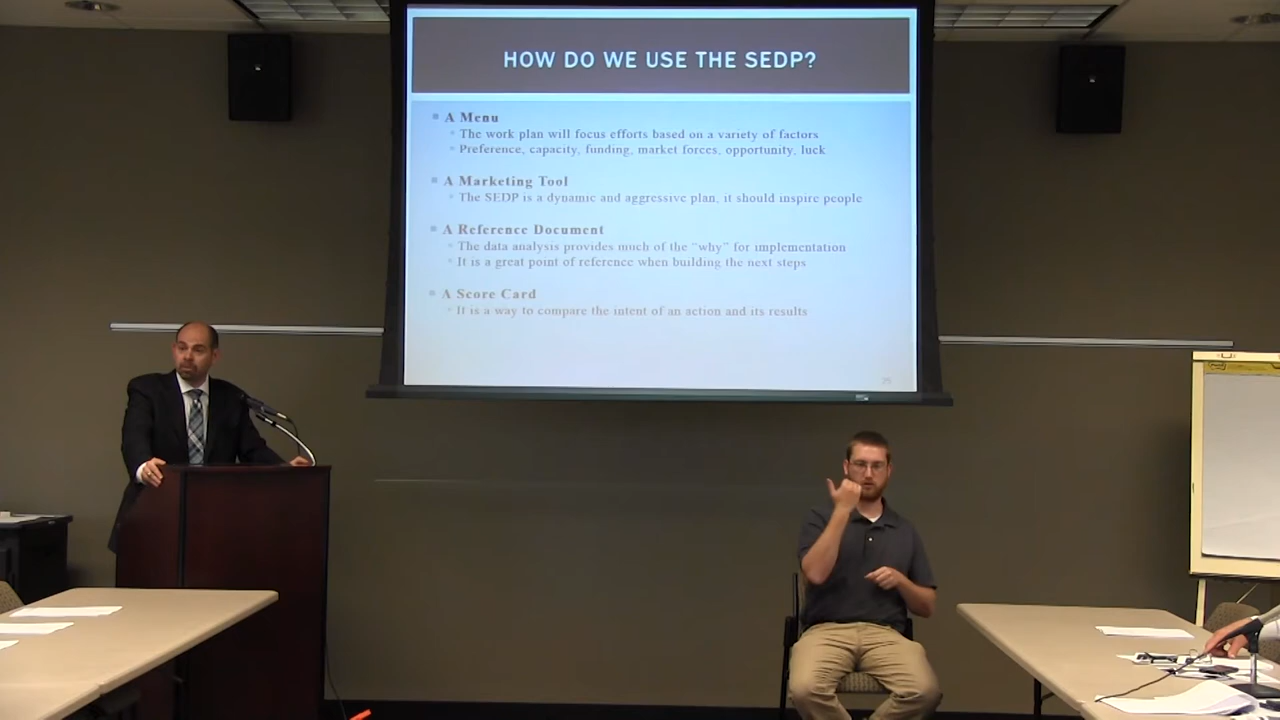 HOW DO WE USE THE SEDP?
A Menu
The work plan will focus efforts based on a variety of factors
Preference, capacity, funding, market forces, opportunity, luck
A Marketing Tool
The SEDP is a dynamic and aggressive plan, it should inspire people
A Reference Document
The data analysis provides much of the "why" for implementation
It is a great point of reference when building the next steps
A Score Card
It is a way to compare the intent of an action and its results